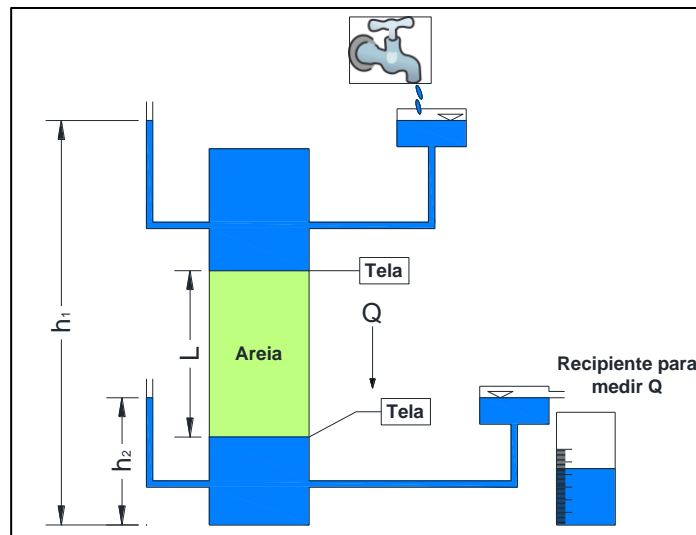 Tela
h₁
L
Q
Areia
Recipiente para
medir Q
Tela
h₂